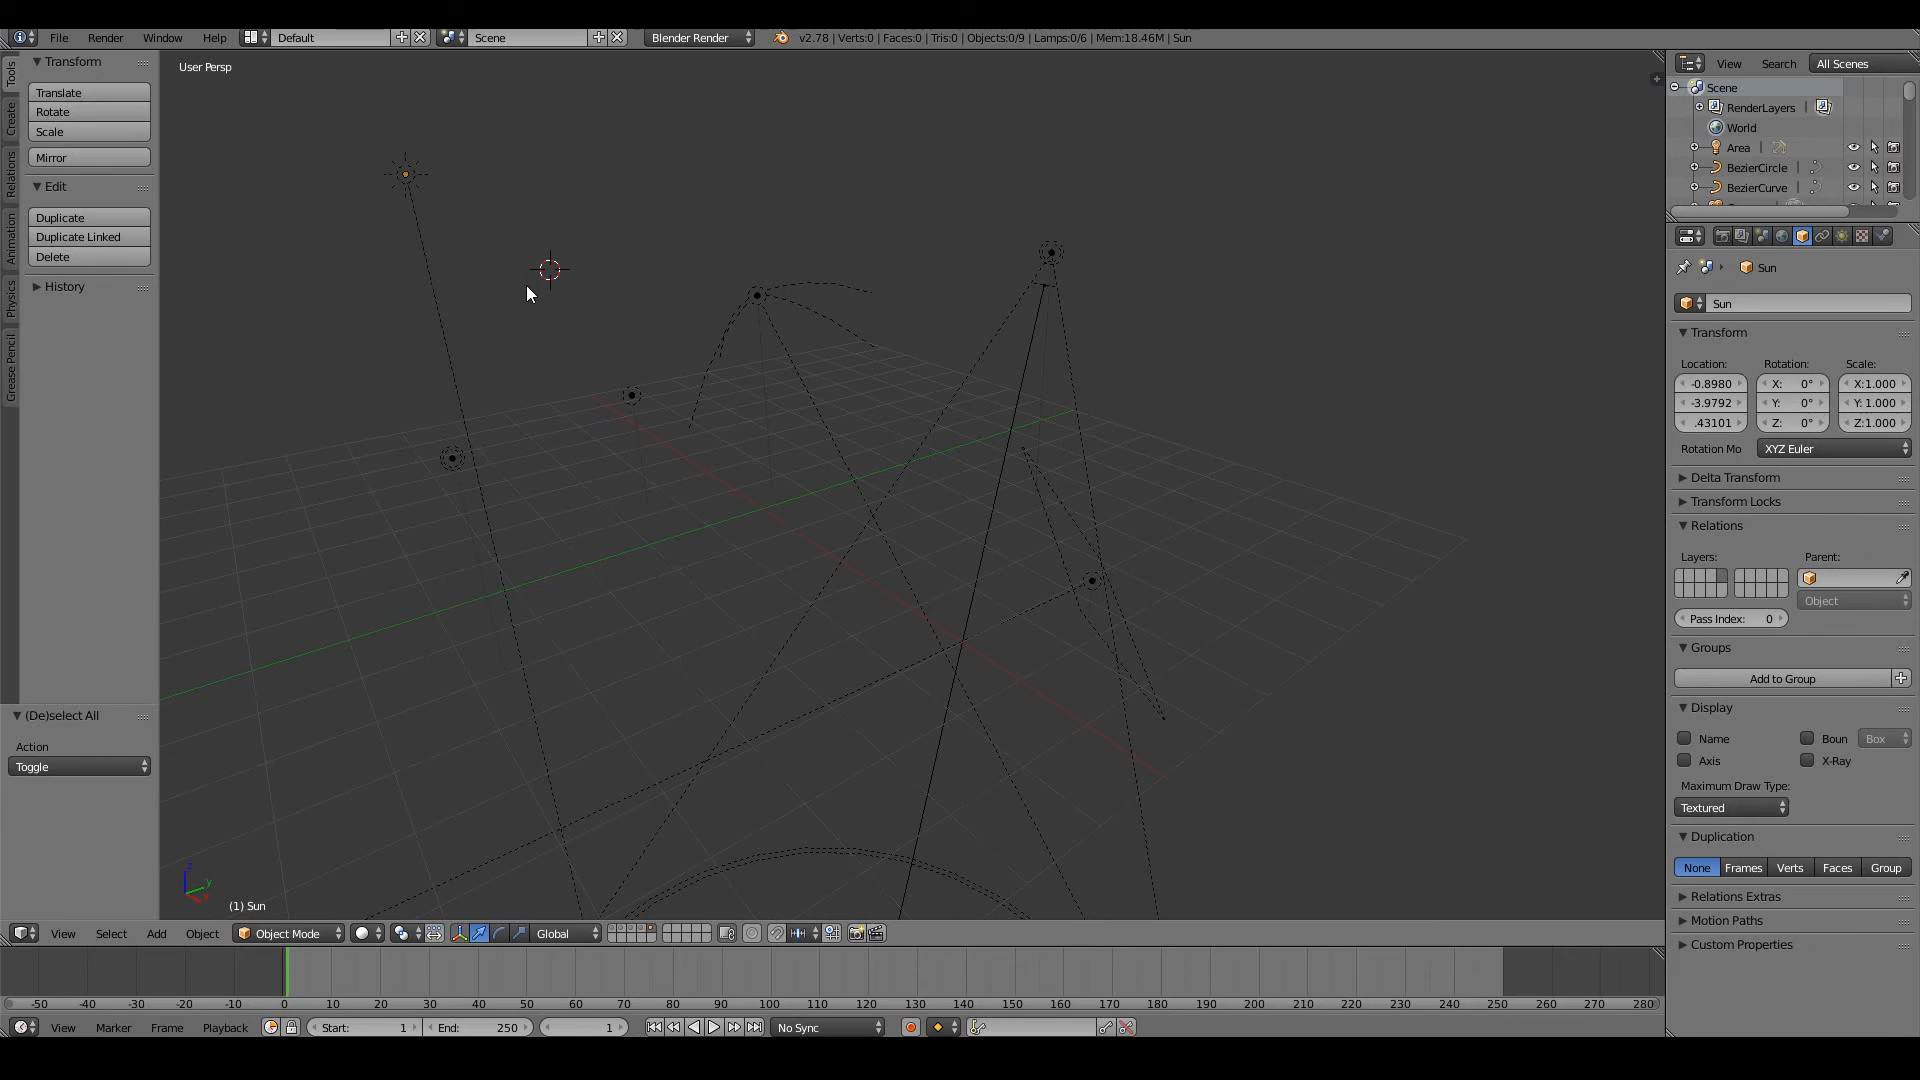 File Render Window Help Default Scene Blender Render v2.78 | Verts:0 | Faces:0 | Tris:0 | Objects:0/9 | Lamps:0/6 | Mem:18.46M | Sun
Tools
Create
Relations
Animation
Physics
Grease Pencil
Transform
Translate
Rotate
Scale
Mirror
Edit
Duplicate
Duplicate Linked
Delete
History
(De)select All
Action
Toggle
User Persp
z
y
(1) Sun
View Select Add Object Object Mode Global
View Search All Scenes
Scene
RenderLayers |
World
Area |
BezierCircle |
BezierCurve |
Sun
Sun
Transform
Location: Rotation: Scale:
-0.8980 X: 0° X:1.000
-3.9792 Y: 0° Y: 1.000
.43101 Z: 0° Z:1.000
Rotation Mo XYZ Euler
Delta Transform
Transform Locks
Relations
Layers: Parent:
Object
Pass Index: 0
Groups
Add to Group
Display
Name Boun Box
Axis X-Ray
Maximum Draw Type:
Textured
Duplication
None Frames Verts Faces Group
Relations Extras
Motion Paths
Custom Properties
-50 -40 -30 -20 -10 0 10 20 30 40 50 60 70 80 90 100 110 120 130 140 150 160 170 180 190 200 210 220 230 240 250 260 270 280
View Marker Frame Playback Start: 1 End: 250 1 No Sync